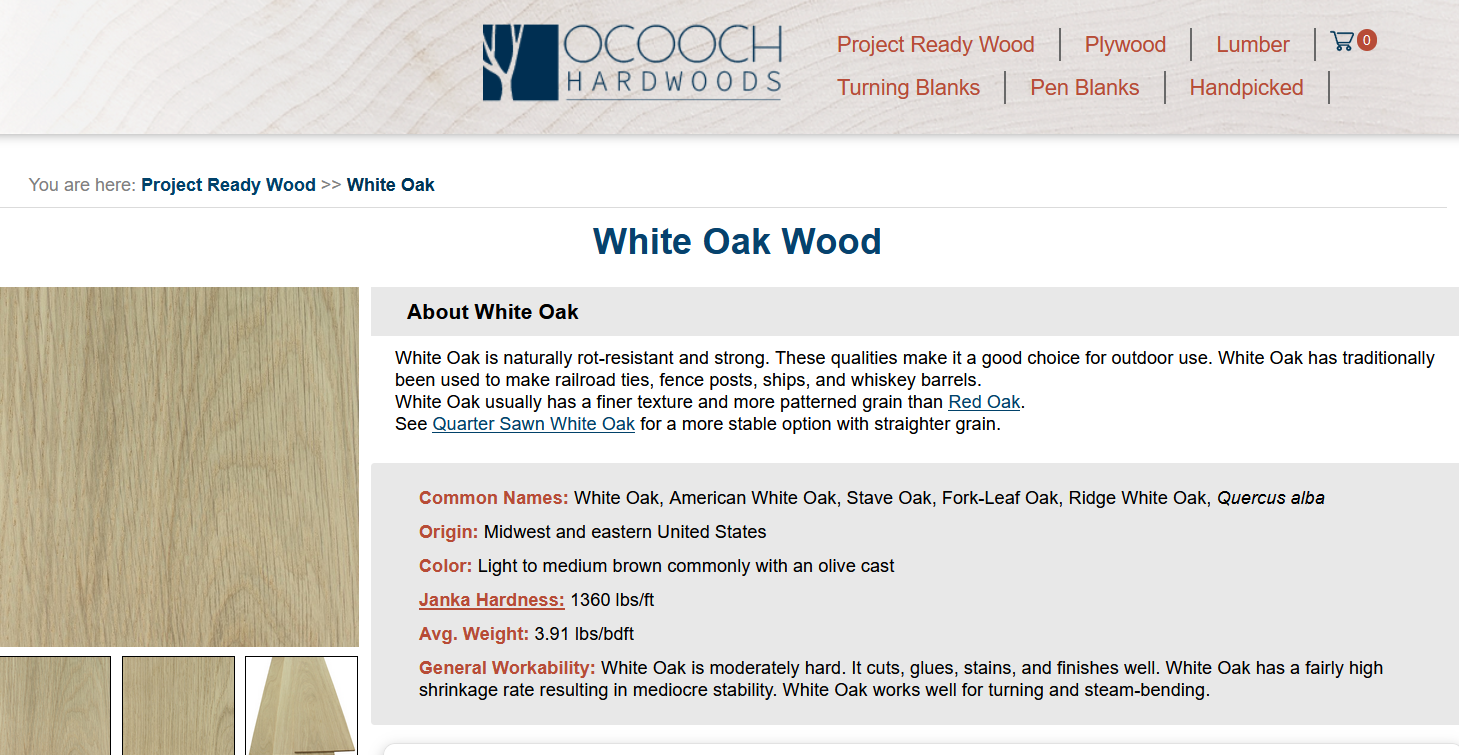 OCOOCH
HARDWOODS
Project Ready Wood
Plywood
Lumber
0
Turning Blanks
Pen Blanks
Handpicked
You are here: Project Ready Wood >> White Oak
White Oak Wood
About White Oak
White Oak is naturally rot-resistant and strong. These qualities make it a good choice for outdoor use. White Oak has traditionally
been used to make railroad ties, fence posts, ships, and whiskey barrels.
White Oak usually has a finer texture and more patterned grain than Red Oak.
See Quarter Sawn White Oak for a more stable option with straighter grain.
Common Names: White Oak, American White Oak, Stave Oak, Fork-Leaf Oak, Ridge White Oak, Quercus alba
Origin: Midwest and eastern United States
Color: Light to medium brown commonly with an olive cast
Janka Hardness: 1360 lbs/ft
Avg. Weight: 3.91 lbs/bdft
General Workability: White Oak is moderately hard. It cuts, glues, stains, and finishes well. White Oak has a fairly high
shrinkage rate resulting in mediocre stability. White Oak works well for turning and steam-bending.